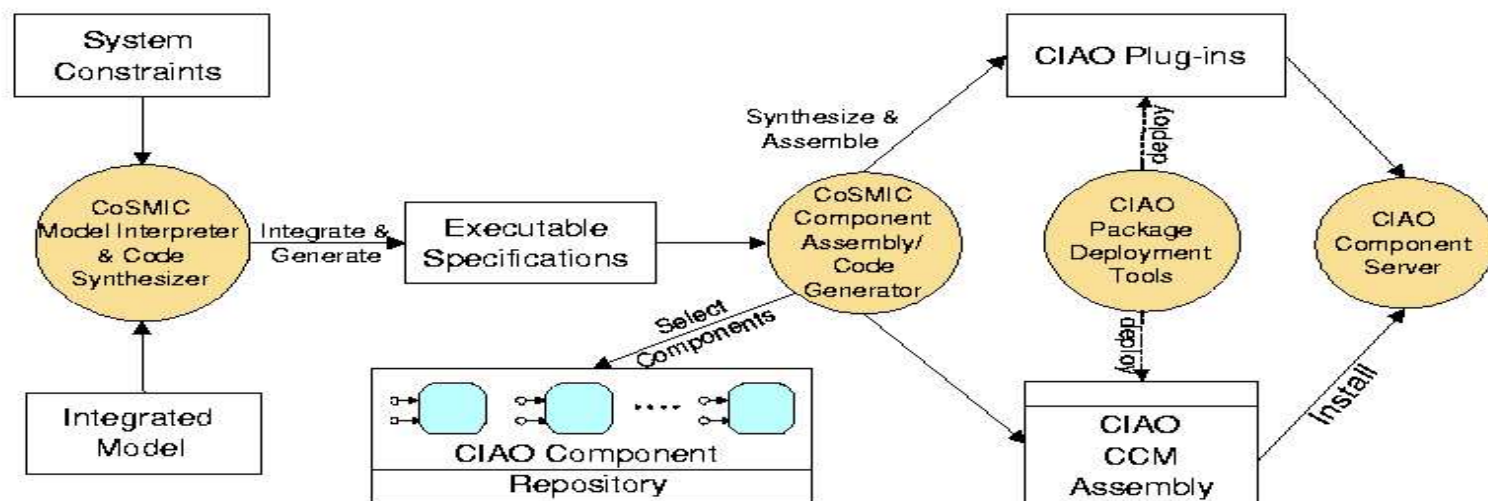 System
Constraints
CoSMIC
Model Interpreter
& Code
Synthesizer
Integrated
Model
Integrate &
Generate
Executable
Specifications
CoSMIC
Component
Assembly/
Code
Generator
Select
Components
CIAO Component
Repository
Synthesize &
Assemble
CIAO Plug-ins
deploy
CIAO
Package
Deployment
Tools
deploy
CIAO
CCM
Assembly
CIAO
Component
Server
Install